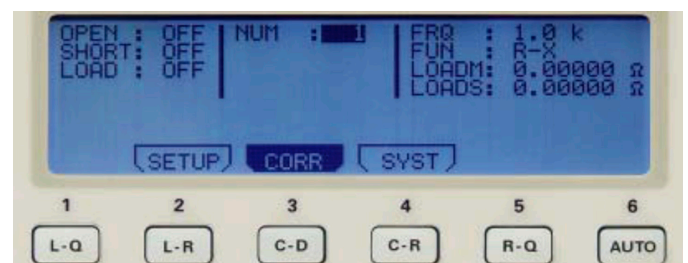 OPEN : OFF NUM : 1 FRQ : 1.0 k
SHORT: OFF FUN : R-X
LOAD : OFF LOADM: 0.00000 Ω
LOADS: 0.00000 Ω
SETUP CORR SYST
1 2 3 4 5 6
L-Q L-R C-D C-R R-Q AUTO